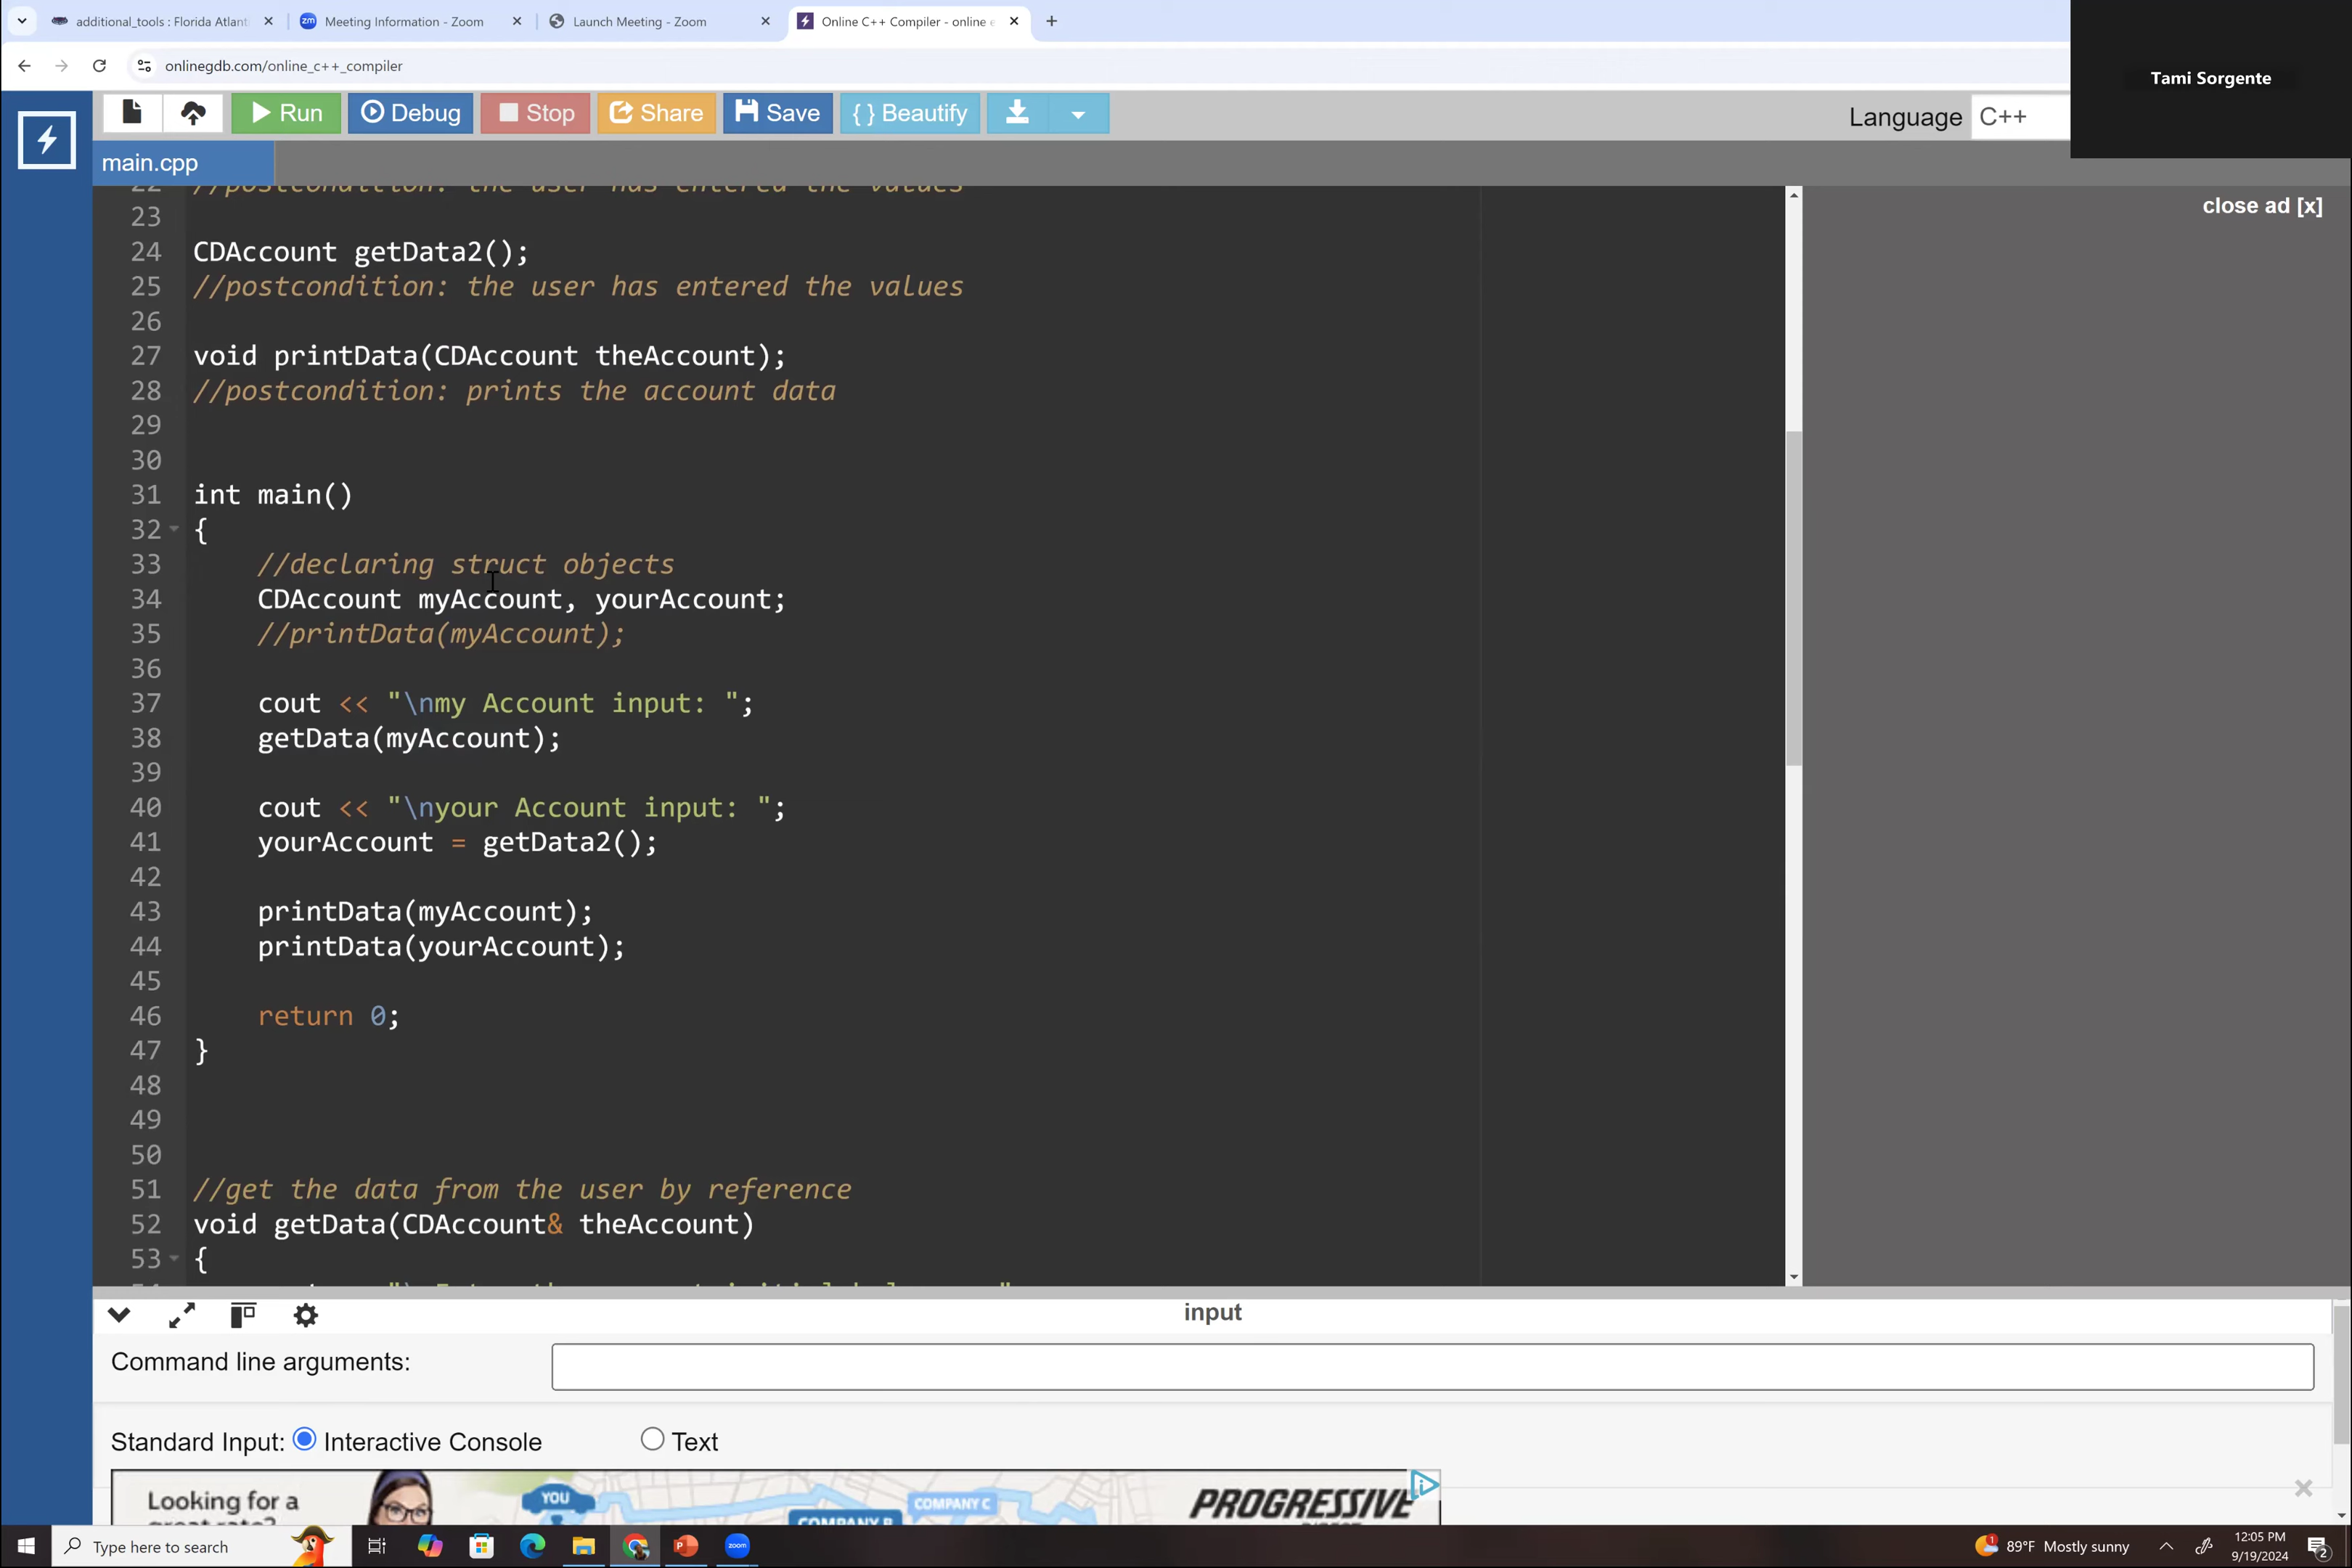 additional_tools : Florida Atlant
Meeting Information - Zoom
Launch Meeting - Zoom
Online C++ Compiler - online e
onlinegdb.com/online_c++_compiler
Tami Sorgente
Run
Debug
Stop
Share
Save
{ } Beautify
Language
C++
main.cpp
close ad [x]
22 //postcondition: the user has entered the values
23
24 CDAccount getData2();
25 //postcondition: the user has entered the values
26
27 void printData(CDAccount theAccount);
28 //postcondition: prints the account data
29
30
31 int main()
32 {
33 //declaring struct objects
34 CDAccount myAccount, yourAccount;
35 //printData(myAccount);
36
37 cout << "\nmy Account input: ";
38 getData(myAccount);
39
40 cout << "\nyour Account input: ";
41 yourAccount = getData2();
42
43 printData(myAccount);
44 printData(yourAccount);
45
46 return 0;
47 }
48
49
50
51 //get the data from the user by reference
52 void getData(CDAccount& theAccount)
53 {
input
Command line arguments:
Standard Input: Interactive Console Text
Looking for a
YOU
COMPANY C
COMPANY B
PROGRESSIVE
Type here to search
zoom
89°F Mostly sunny
12:05 PM
9/19/2024
2